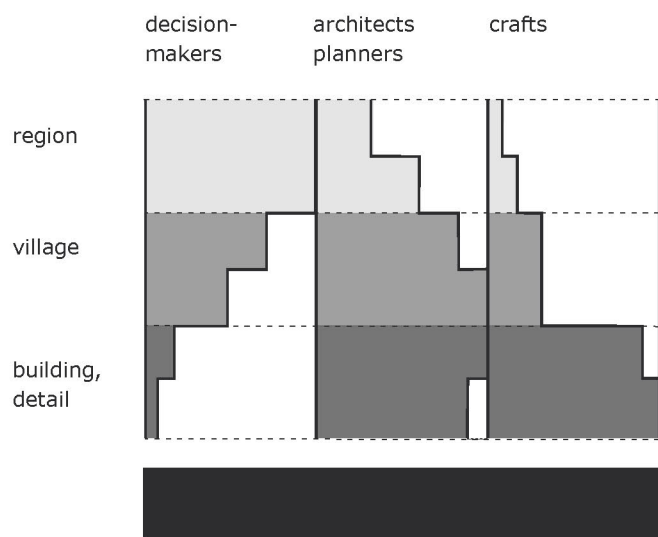 decision-
makers
architects
planners
crafts
region
village
building,
detail